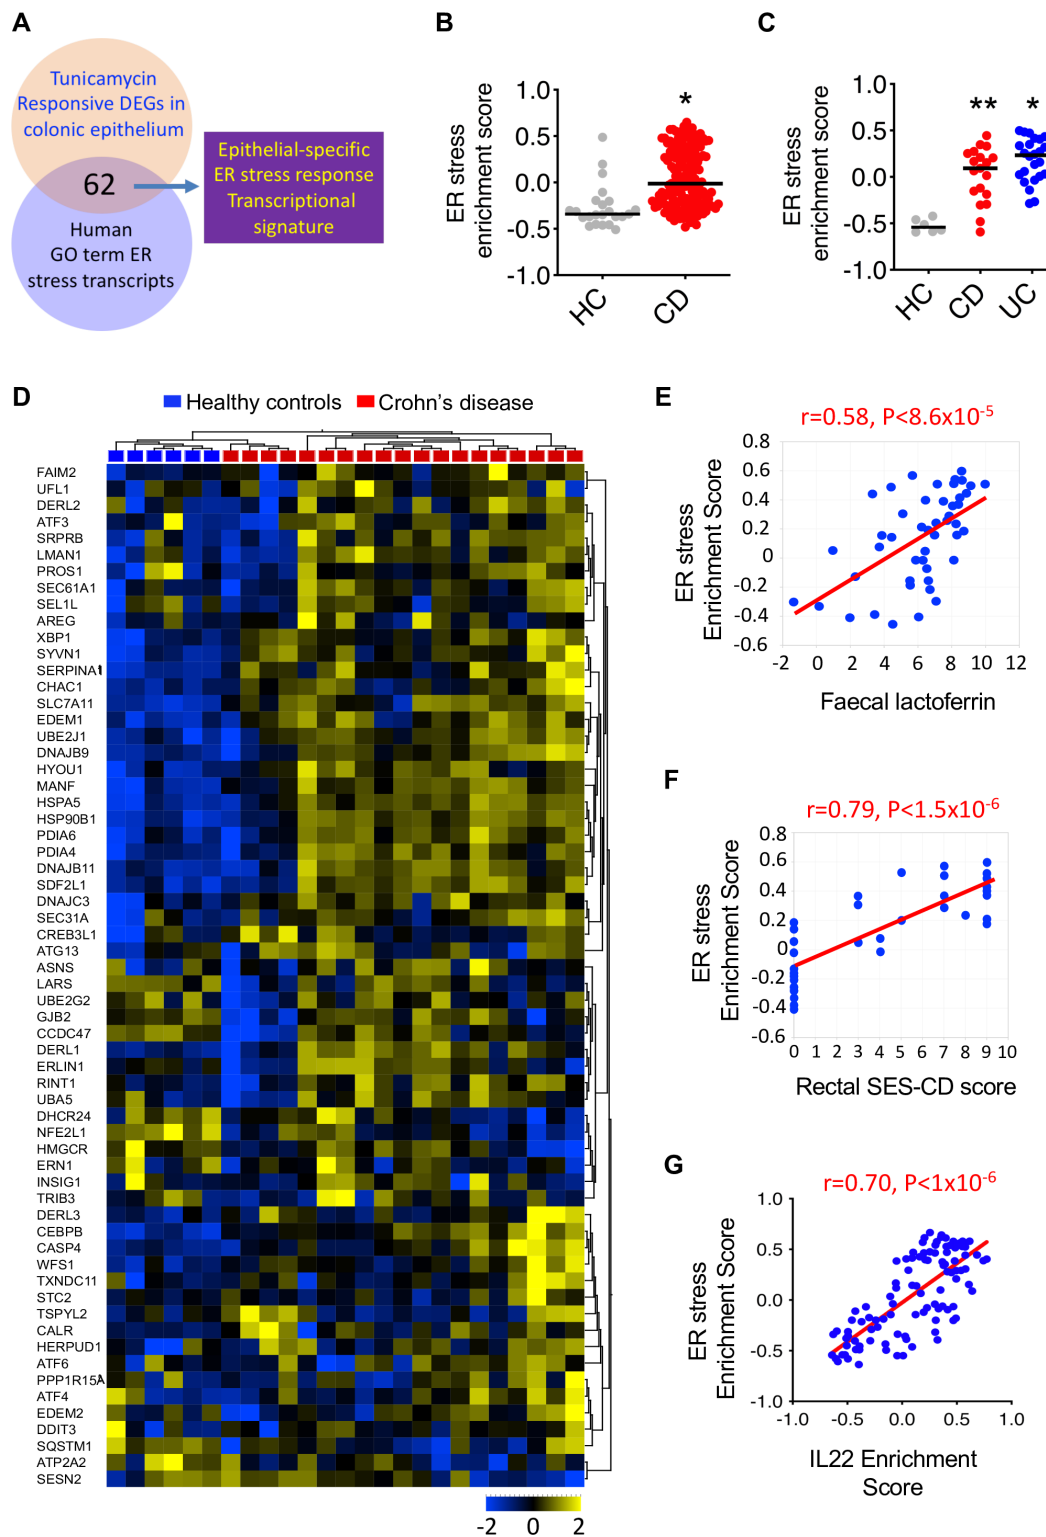 A
Tunicamycin
Responsive DEGs in
colonic epithelium
62
Human
GO term ER
stress transcripts
Epithelial-specific
ER stress response
Transcriptional
signature
B
ER stress
enrichment score
1.0
0.5
0.0
-0.5
-1.0
*
HC
CD
C
ER stress
enrichment score
1.0
0.5
0.0
-0.5
-1.0
**
*
HC
CD
UC
D
Healthy controls
Crohn's disease
FAIM2
UFL1
DERL2
ATF3
SRPRB
LMAN1
PROS1
SEC61A1
SEL1L
AREG
XBP1
SYVN1
SERPINA1
CHAC1
SLC7A11
EDEM1
UBE2J1
DNAJB9
HYOU1
MANF
HSPA5
HSP90B1
PDIA6
PDIA4
DNAJB11
SDF2L1
DNAJC3
SEC31A
CREB3L1
ATG13
ASNS
LARS
UBE2G2
GJB2
CCDC47
DERL1
ERLIN1
RINT1
UBA5
DHCR24
NFE2L1
HMGCR
ERN1
INSIG1
TRIB3
DERL3
CEBPB
CASP4
WFS1
TXNDC11
STC2
TSPYL2
CALR
HERPUD1
ATF6
PPP1R15A
ATF4
EDEM2
DDIT3
SQSTM1
ATP2A2
SESN2
-2 0 2
E
r=0.58, P<8.6x10-5
ER stress
Enrichment Score
0.8
0.6
0.4
0.2
0
-0.2
-0.4
-0.6
-2 0 2 4 6 8 10 12
Faecal lactoferrin
F
r=0.79, P<1.5x10-6
ER stress
Enrichment Score
0.8
0.6
0.4
0.2
0
-0.2
-0.4
-0.6
0 1 2 3 4 5 6 7 8 9 10
Rectal SES-CD score
G
r=0.70, P<1x10-6
ER stress
Enrichment Score
1.0
0.5
0.0
-0.5
-1.0
-1.0 -0.5 0.0 0.5 1.0
IL22 Enrichment
Score